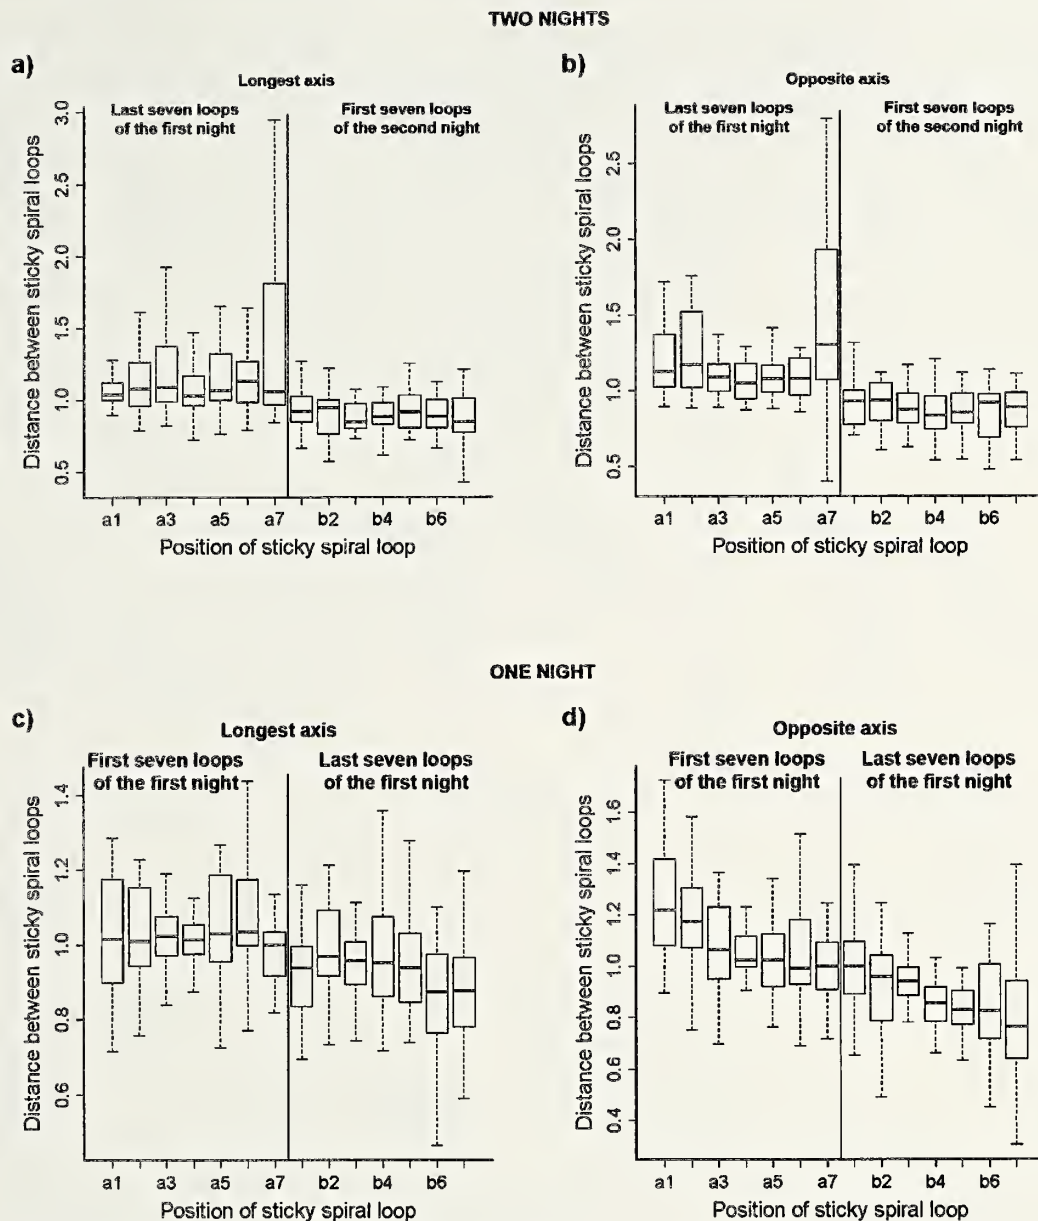 TWO NIGHTS
a)
Longest axis
Last seven loops
of the first night
First seven loops
of the second night
Distance between sticky spiral loops
3.0
2.5
2.0
1.5
1.0
0.5
a1 a3 a5 a7 b2 b4 b6
Position of sticky spiral loop
b)
Opposite axis
Last seven loops
of the first night
First seven loops
of the second night
Distance between sticky spiral loops
2.5
2.0
1.5
1.0
0.5
a1 a3 a5 a7 b2 b4 b6
Position of sticky spiral loop
ONE NIGHT
c)
Longest axis
First seven loops
of the first night
Last seven loops
of the first night
Distance between sticky spiral loops
1.4
1.2
1.0
0.8
0.6
a1 a3 a5 a7 b2 b4 b6
Position of sticky spiral loop
d)
Opposite axis
First seven loops
of the first night
Last seven loops
of the first night
Distance between sticky spiral loops
1.6
1.4
1.2
1.0
0.8
0.6
0.4
a1 a3 a5 a7 b2 b4 b6
Position of sticky spiral loop